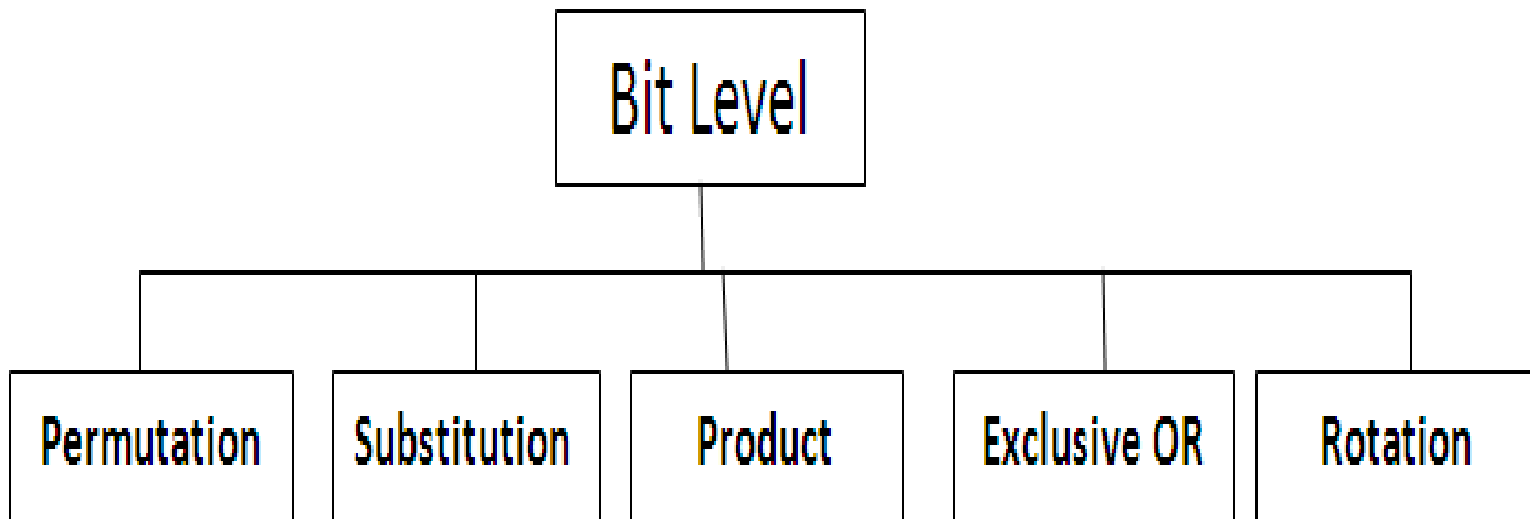 Bit Level
Permutation
Substitution
Product
Exclusive OR
Rotation